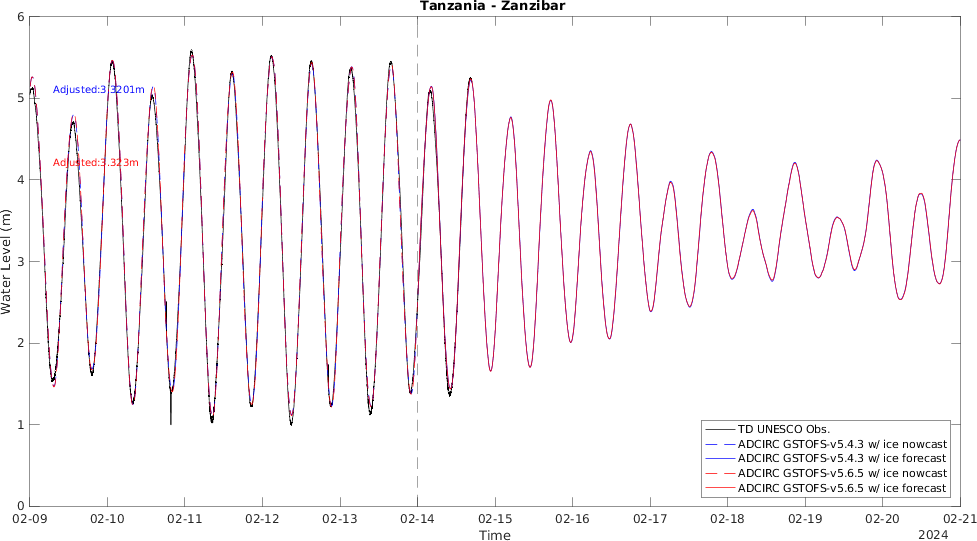 Tanzania - Zanzibar
6
5
4
3
2
1
0
Water Level (m)
Adjusted:3.3201m
Adjusted:3.323m
TD UNESCO Obs.
ADCIRC GSTOFS-v5.4.3 w/ ice nowcast
ADCIRC GSTOFS-v5.4.3 w/ ice forecast
ADCIRC GSTOFS-v5.6.5 w/ ice nowcast
ADCIRC GSTOFS-v5.6.5 w/ ice forecast
02-09 02-10 02-11 02-12 02-13 02-14 02-15 02-16 02-17 02-18 02-19 02-20 02-21
Time
2024